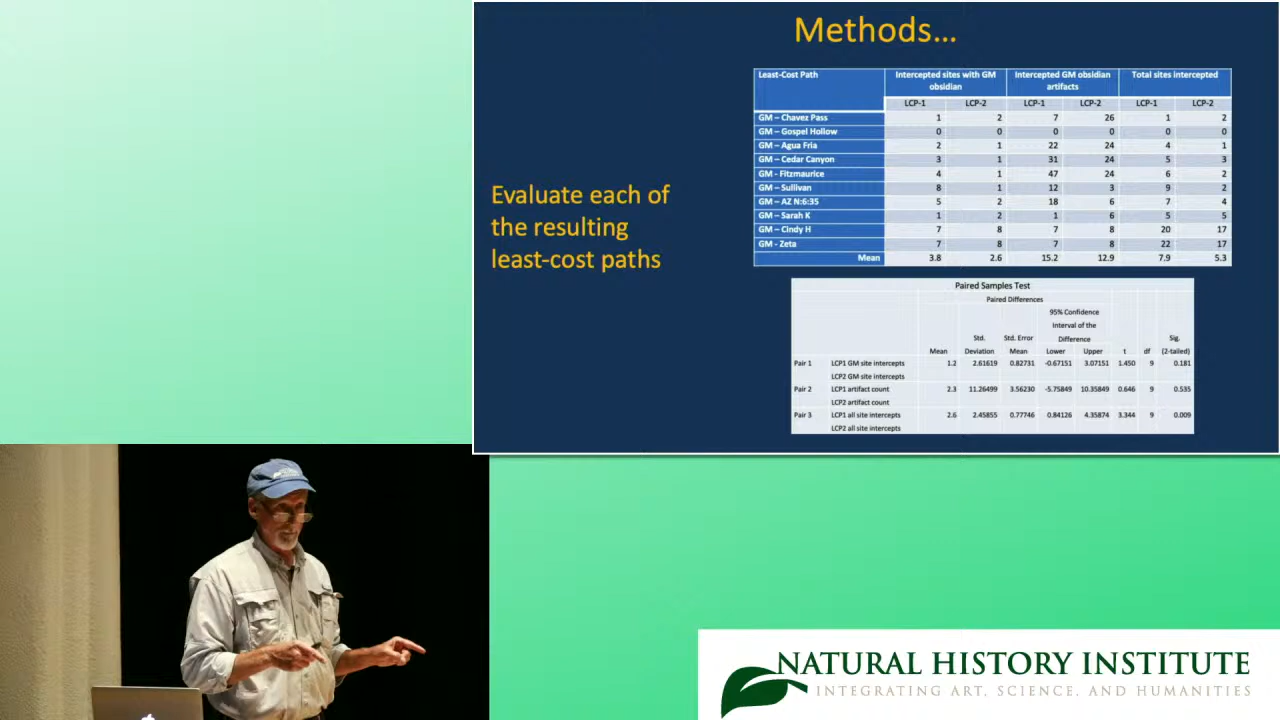 Methods…
Evaluate each of
the resulting
least-cost paths
Least-Cost Path Intercepted sites with GM obsidian Intercepted GM obsidian artifacts Total sites intercepted
LCP-1 LCP-2 LCP-1 LCP-2 LCP-1 LCP-2
GM – Chavez Pass 1 2 7 26 1 2
GM – Gospel Hollow 0 0 0 0 0 0
GM – Agua Fria 2 1 22 24 4 1
GM – Cedar Canyon 3 1 31 24 5 3
GM - Fitzmaurice 4 1 47 24 6 2
GM – Sullivan 8 1 12 3 9 2
GM – AZ N:6:35 5 2 18 6 7 4
GM – Sarah K 1 2 1 6 5 5
GM – Cindy H 7 8 7 8 20 17
GM - Zeta 7 8 7 8 22 17
Mean 3.8 2.6 15.2 12.9 7.9 5.3
Paired Samples Test
Paired Differences
95% Confidence
Interval of the
Std. Std. Error Difference Sig.
Mean Deviation Mean Lower Upper t df (2-tailed)
Pair 1 LCP1 GM site intercepts 1.2 2.61619 0.82731 -0.67151 3.07151 1.450 9 0.181
LCP2 GM site intercepts
Pair 2 LCP1 artifact count 2.3 11.26499 3.56230 -5.75849 10.35849 0.646 9 0.535
LCP2 artifact count
Pair 3 LCP1 all site intercepts 2.6 2.45855 0.77746 0.84126 4.35874 3.344 9 0.009
LCP2 all site intercepts
NATURAL HISTORY INSTITUTE
INTEGRATING ART, SCIENCE, AND HUMANITIES